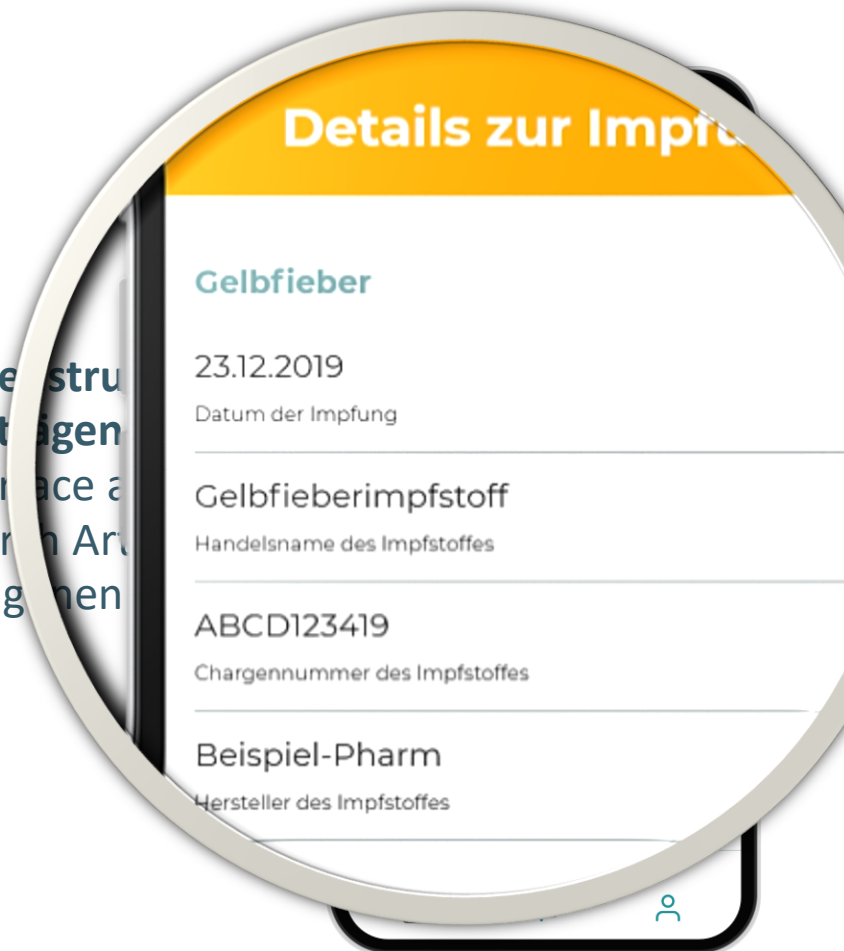 Details zur
Gelbfieber
23.12.2019
Datum der Impfung
Gelbfieberimpfstoff
Handelsname des Impfstoffes
ABCD123419
Chargennummer des Impfstoffes
Beispiel-Pharm
Hersteller des Impfstoffes